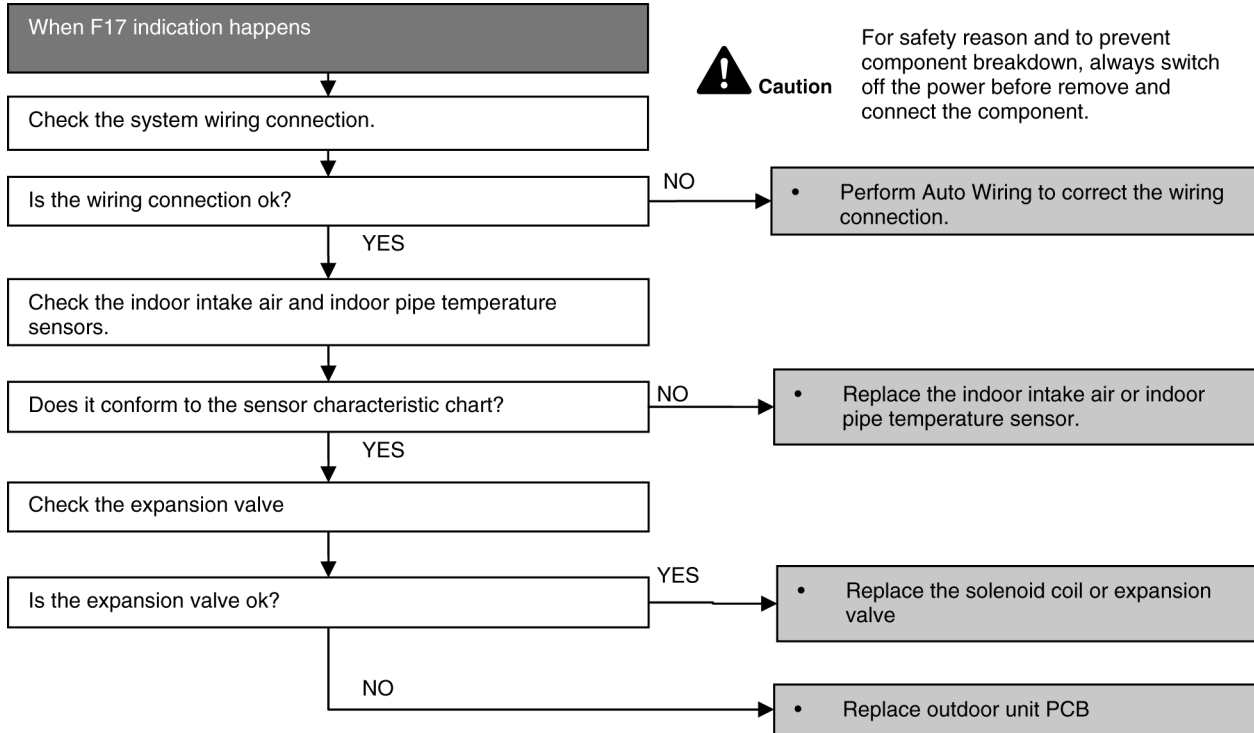 When F17 indication happens
For safety reason and to prevent
component breakdown, always switch
off the power before remove and
connect the component.
Caution
Check the system wiring connection.
Is the wiring connection ok?
NO
• Perform Auto Wiring to correct the wiring
connection.
YES
Check the indoor intake air and indoor pipe temperature
sensors.
Does it conform to the sensor characteristic chart?
NO
• Replace the indoor intake air or indoor
pipe temperature sensor.
YES
Check the expansion valve
Is the expansion valve ok?
YES
• Replace the solenoid coil or expansion
valve
NO
• Replace outdoor unit PCB